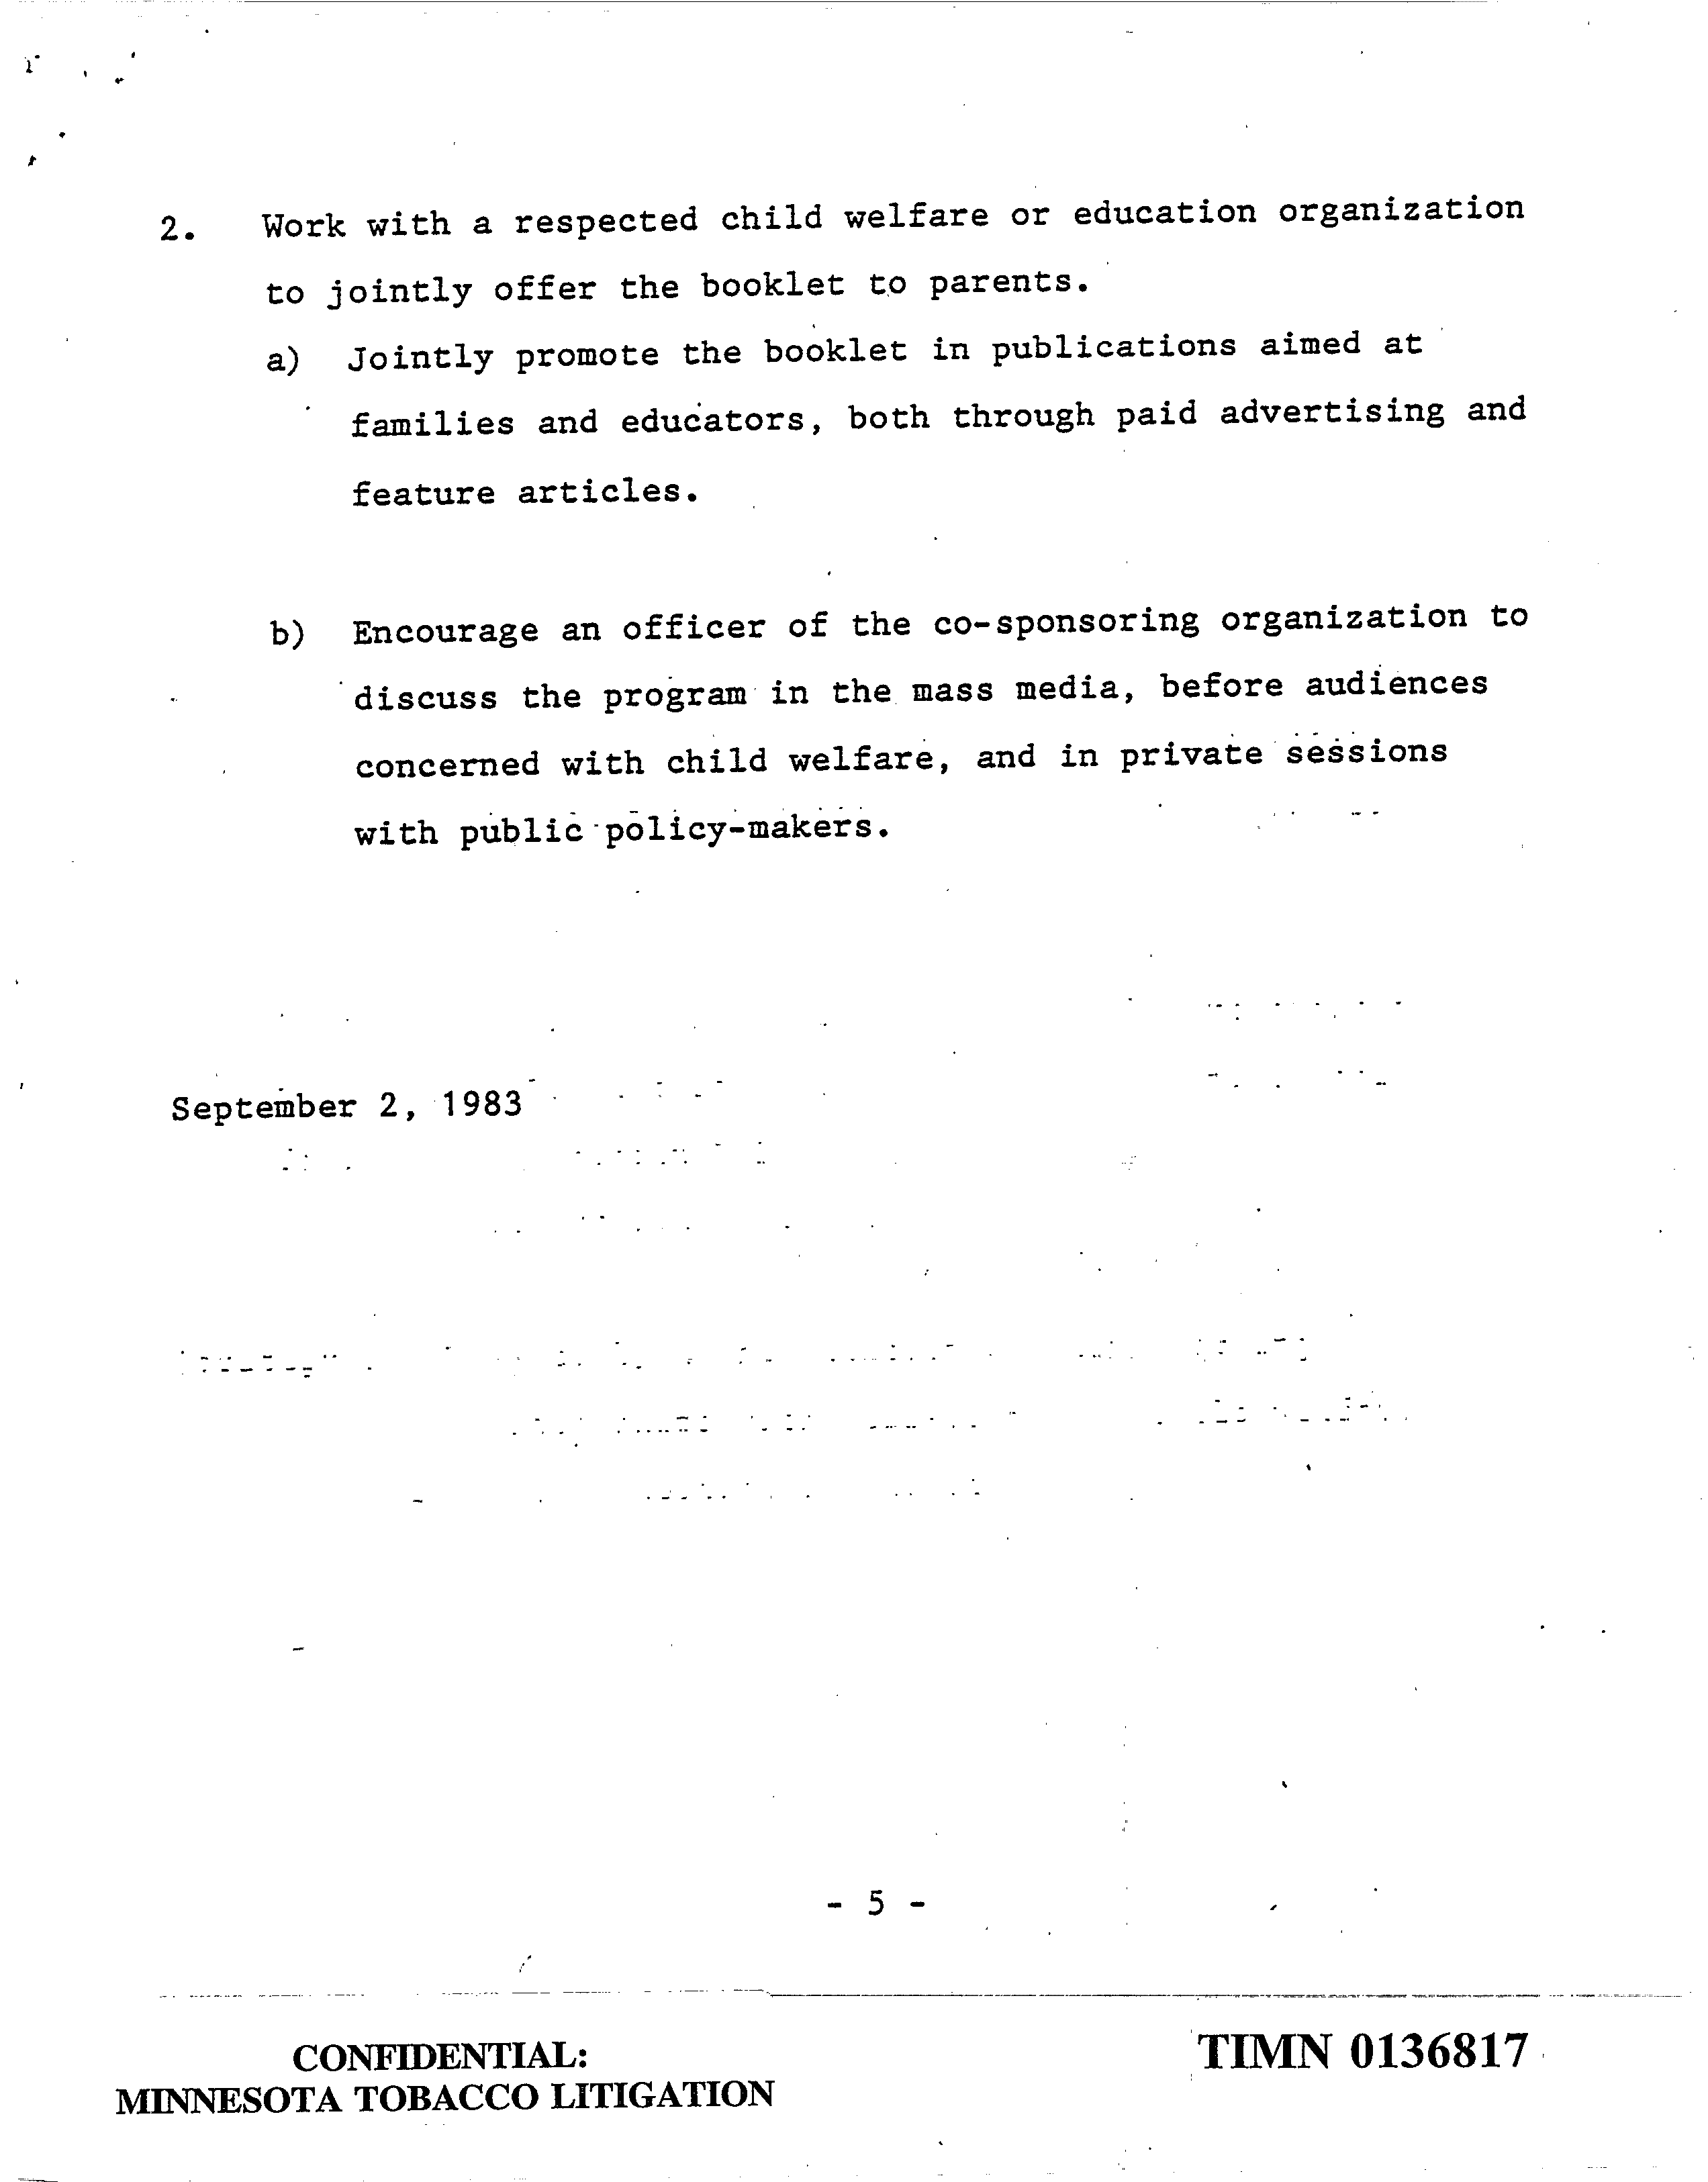 2. Work with a respected child welfare or education organization
to jointly offer the booklet to parents.
a) Jointly promote the booklet in publications aimed at
families and educators, both through paid advertising and
feature articles.
b) Encourage an officer of the co-sponsoring organization to
discuss the program in the mass media, before audiences
concerned with child welfare, and in private sessions
with public policy-makers.
September 2, 1983
- 5 -
CONFIDENTIAL:
MINNESOTA TOBACCO LITIGATION
TIMN 0136817